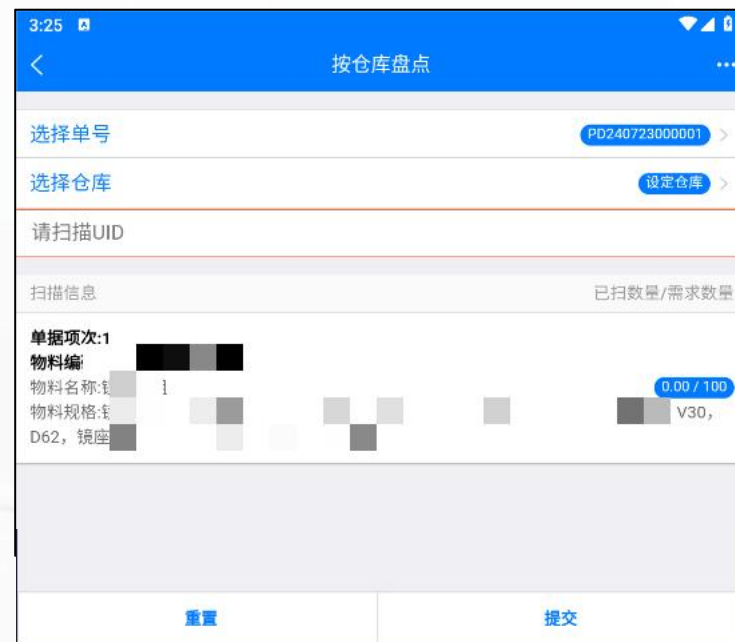 3:25
按仓库盘点
选择单号 PD240723000001
选择仓库 设定仓库
请扫描UID
扫描信息 已扫数量/需求数量
单据项次:1
物料编
物料名称: 0.00 / 100
物料规格: V30，
D62，镜座
重置 提交